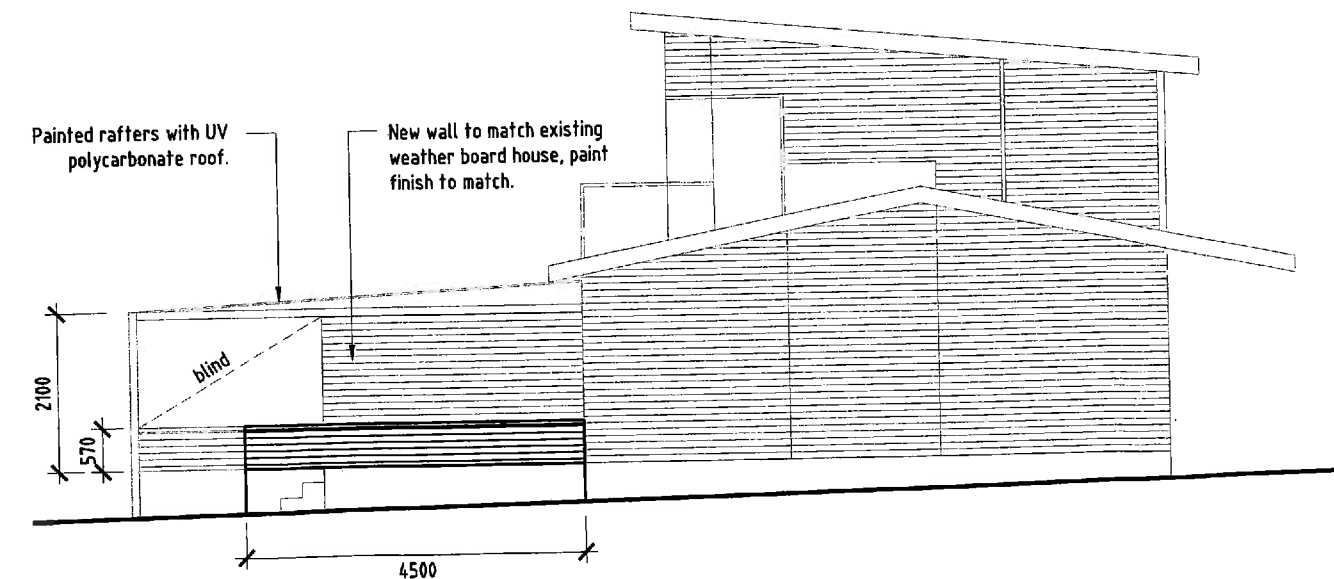 Painted rafters with UV
polycarbonate roof.
New wall to match existing
weather board house, paint
finish to match.
blind
2100
570
4500